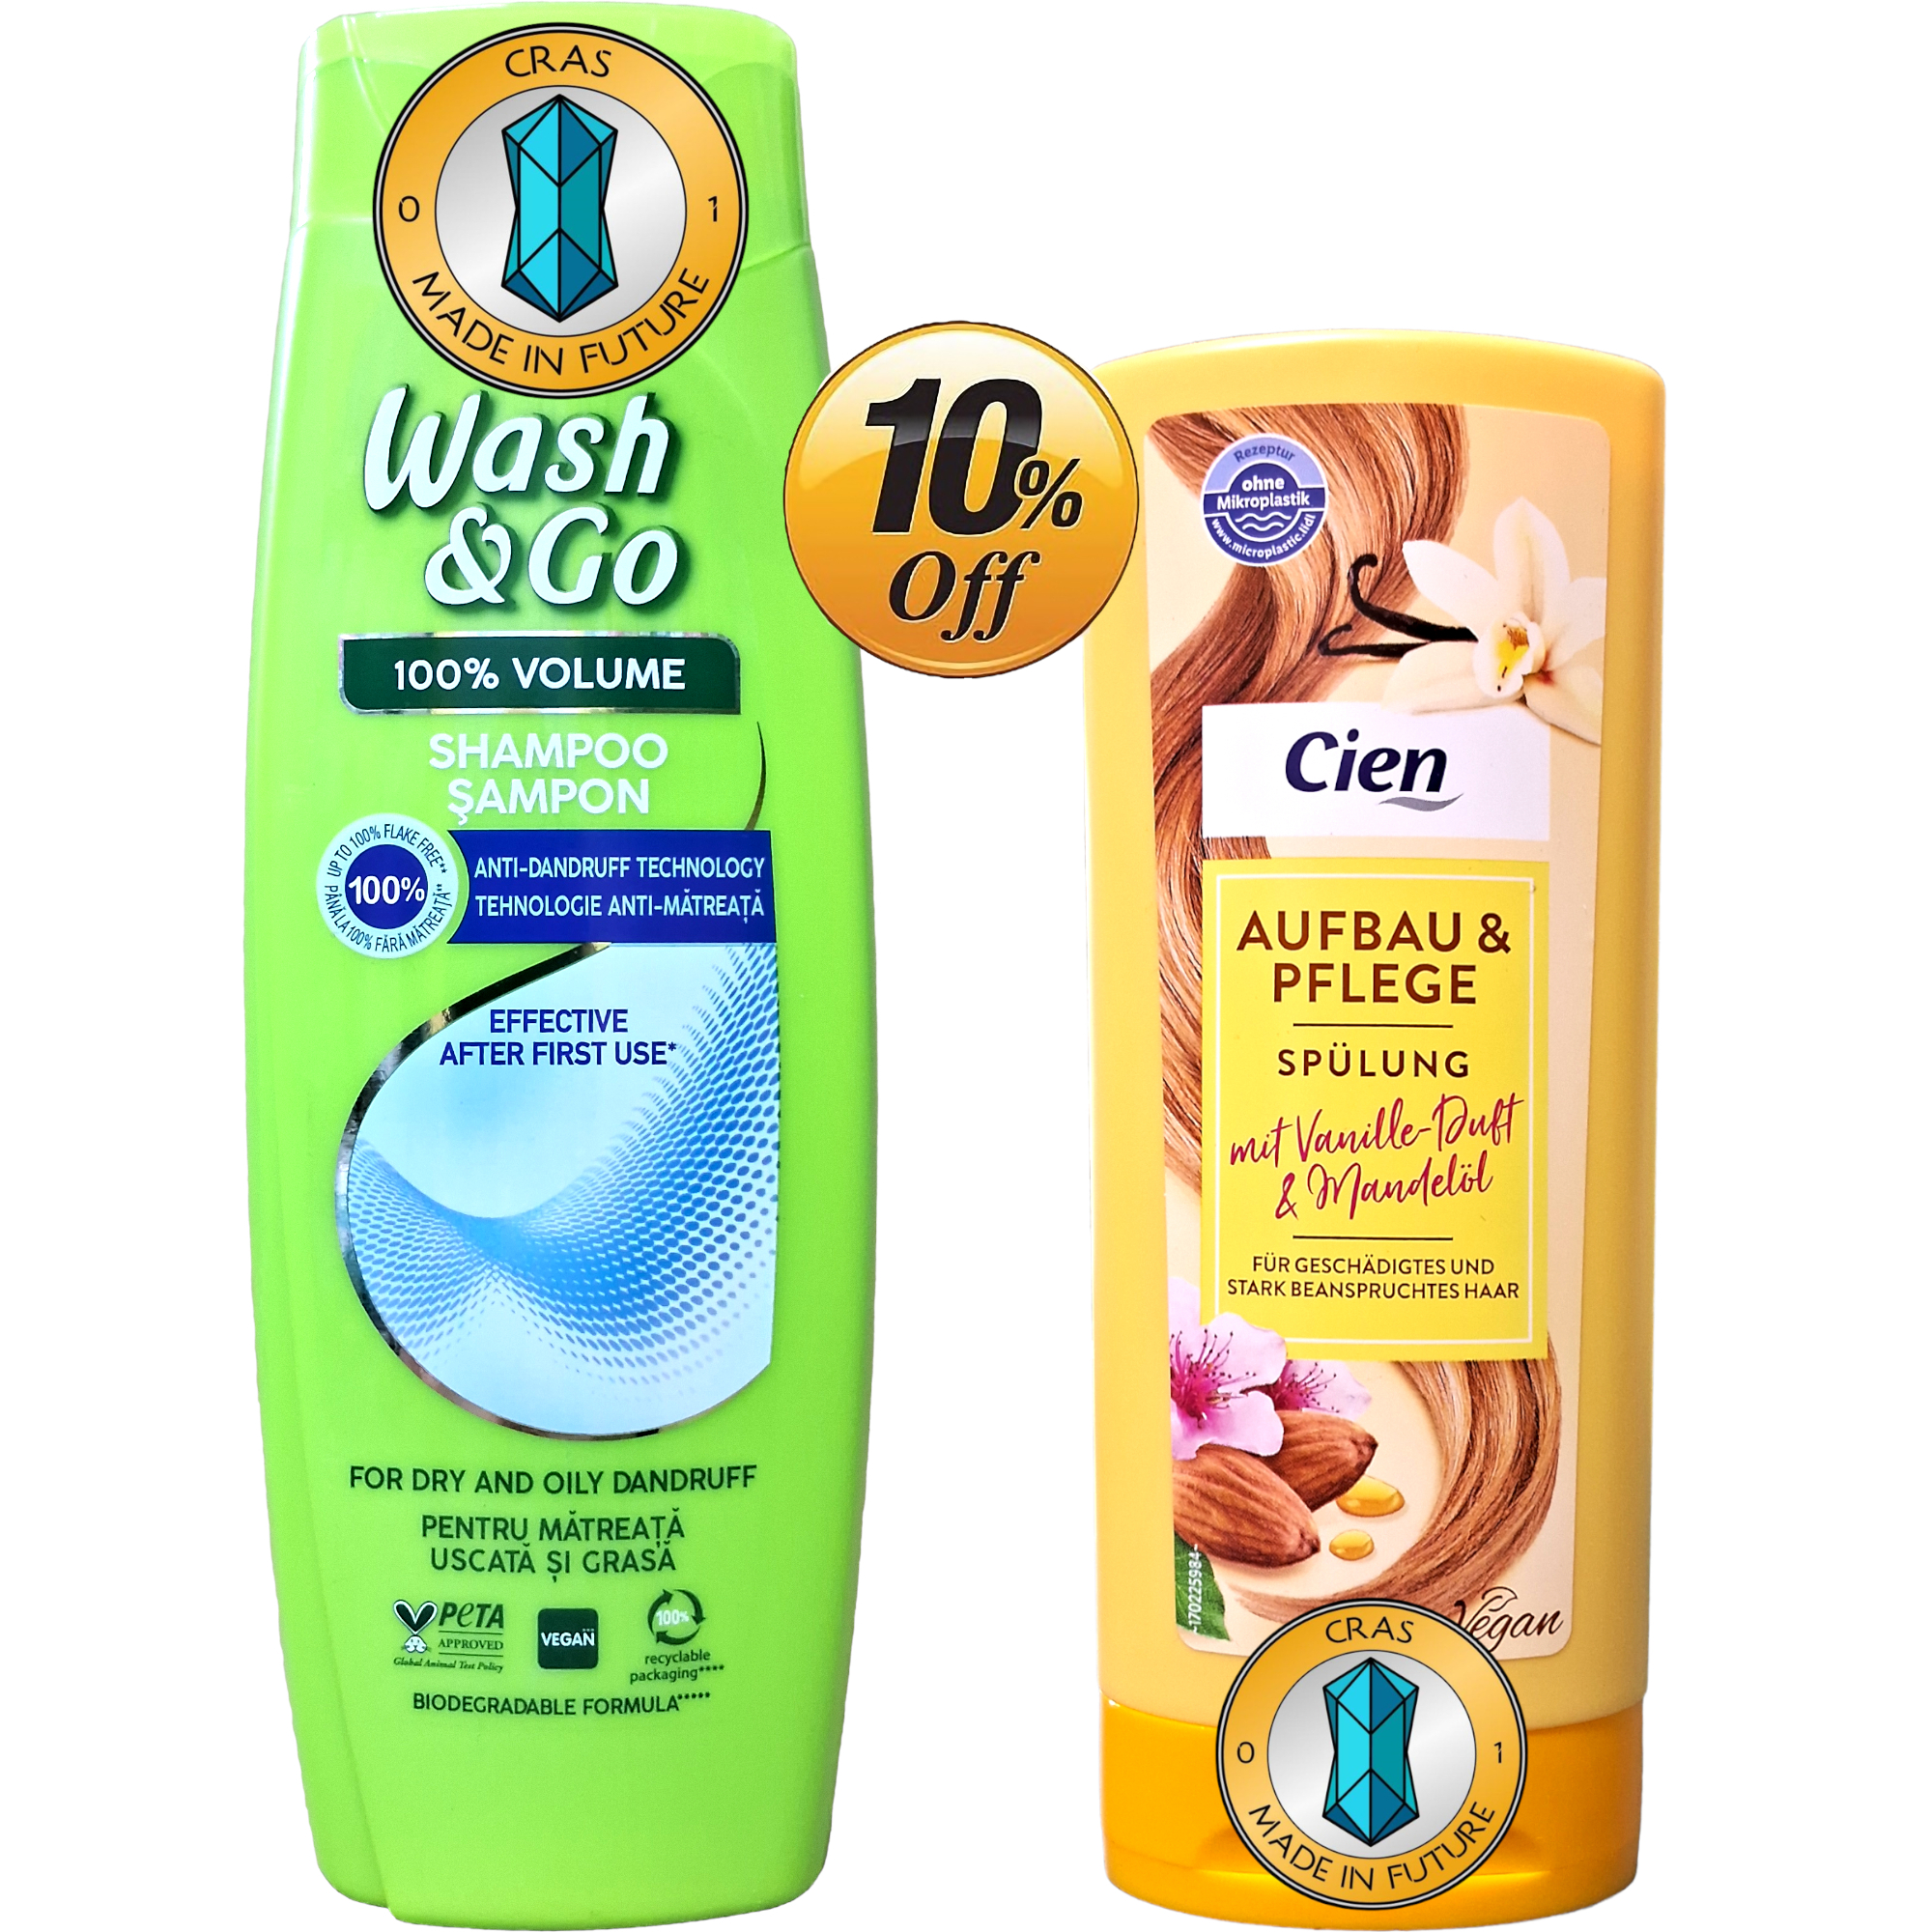 CRAS
0 1
MADE IN FUTURE
Wash
&Go
100% VOLUME
SHAMPOO
ŞAMPON
UP TO 100% FLAKE FREE**
100%
PÂNĂ LA 100% FĂRĂ MĂTREAȚĂ**
ANTI-DANDRUFF TECHNOLOGY
TEHNOLOGIE ANTI-MĂTREAȚĂ
EFFECTIVE
AFTER FIRST USE*
FOR DRY AND OILY DANDRUFF
PENTRU MĂTREAȚĂ
USCATĂ ȘI GRASĂ
PETA
APPROVED
Global Animal Test Policy
VEGAN
100%
recyclable
packaging****
BIODEGRADABLE FORMULA*****
10%
Off
Rezeptur
ohne
Mikroplastik
www.microplastic.lidl
Cien
AUFBAU &
PFLEGE
SPÜLUNG
mit Vanille-Duft
& Mandelöl
FÜR GESCHÄDIGTES UND
STARK BEANSPRUCHTES HAAR
-170225984-
Vegan
CRAS
0 1
MADE IN FUTURE